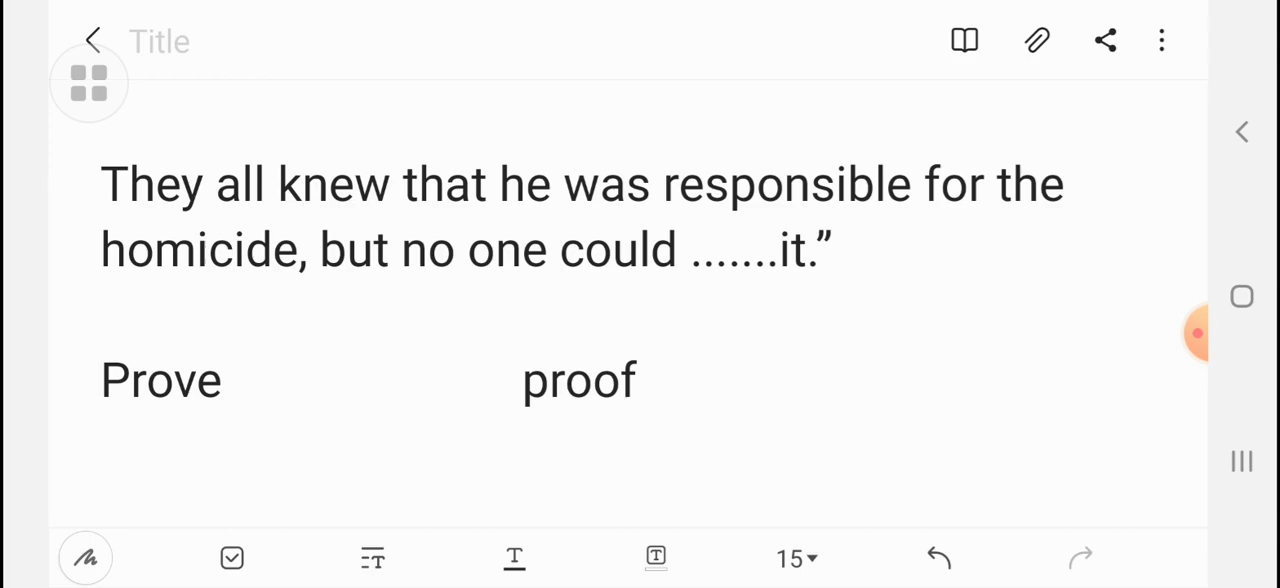 Title
They all knew that he was responsible for the
homicide, but no one could .......it.”
Prove proof
15